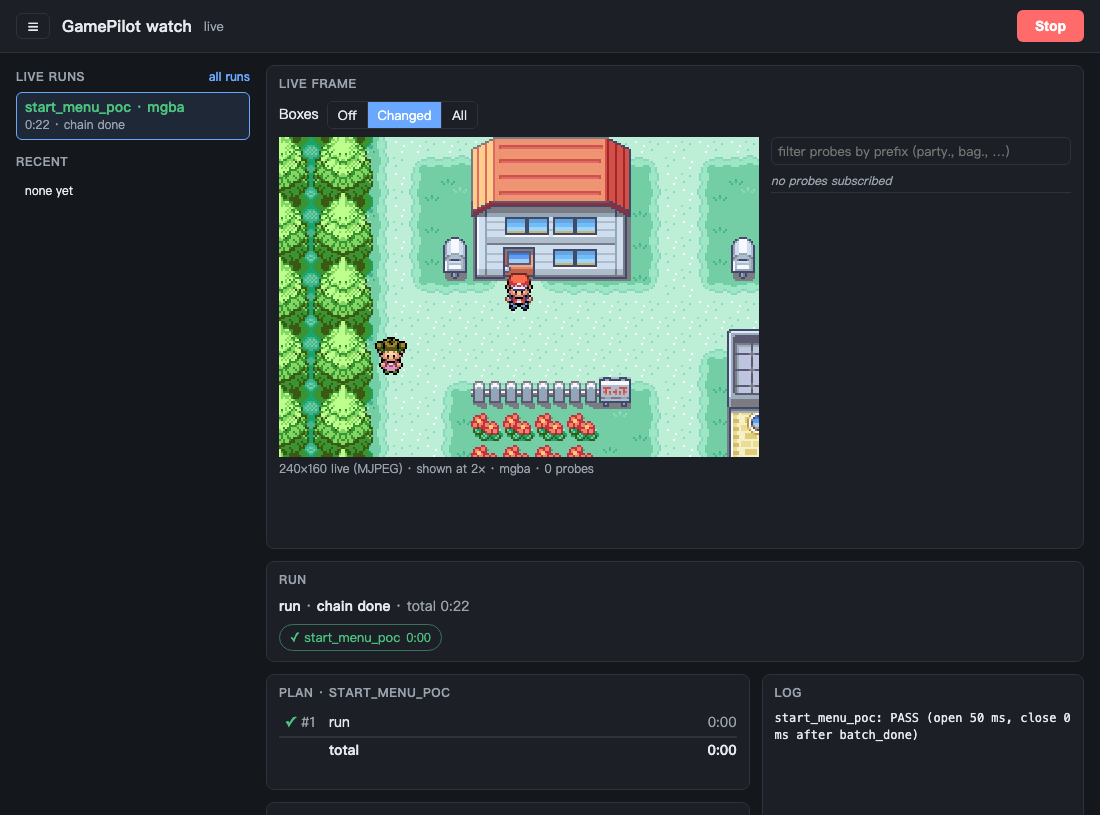 GamePilot watch live
Stop
LIVE RUNS all runs
start_menu_poc · mgba
0:22 · chain done
RECENT
none yet
LIVE FRAME
Boxes Off Changed All
filter probes by prefix (party., bag., …)
no probes subscribed
240×160 live (MJPEG) · shown at 2× · mgba · 0 probes
RUN
run · chain done · total 0:22
✓ start_menu_poc 0:00
PLAN · START_MENU_POC
✓ #1 run 0:00
total 0:00
LOG
start_menu_poc: PASS (open 50 ms, close 0
ms after batch_done)